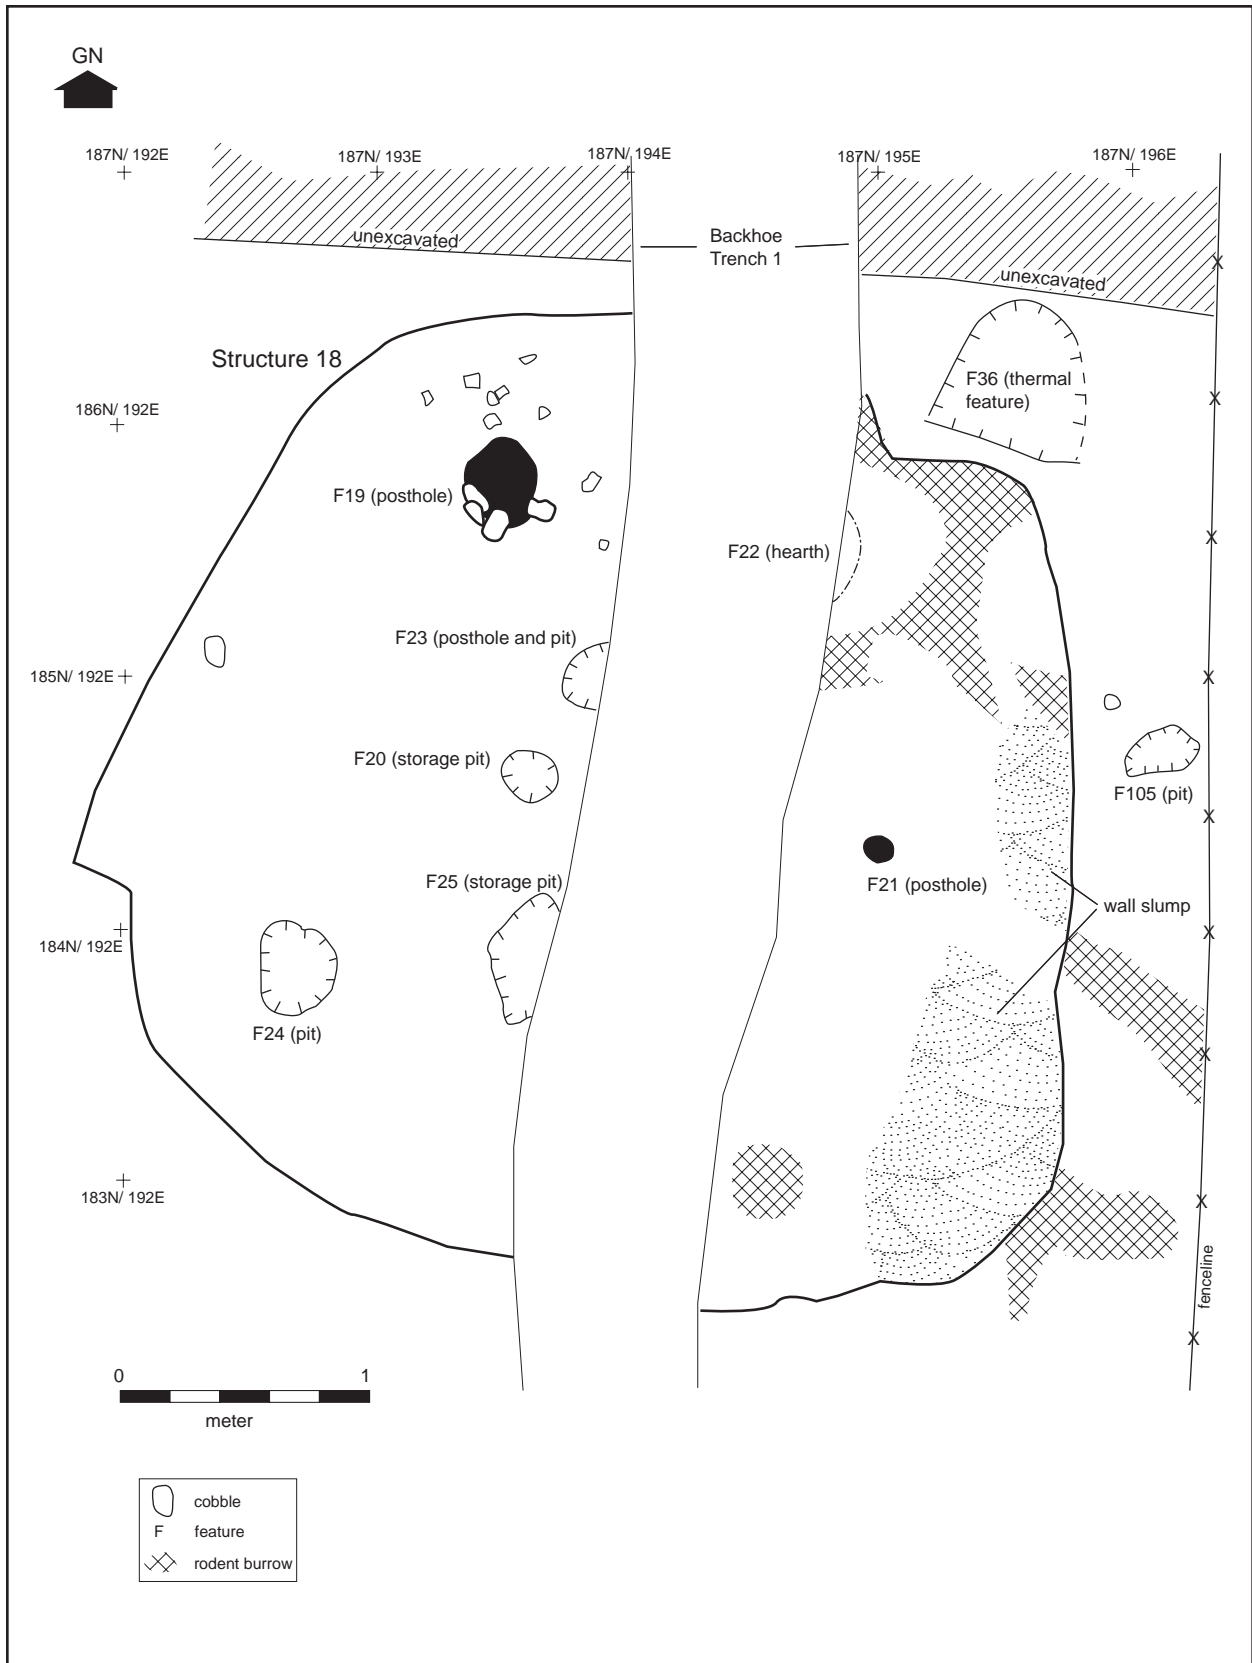 GN
187N/ 192E
187N/ 193E
187N/ 194E
187N/ 195E
187N/ 196E
unexcavated
Backhoe
Trench 1
unexcavated
Structure 18
F36 (thermal
feature)
186N/ 192E
F19 (posthole)
F22 (hearth)
F23 (posthole and pit)
185N/ 192E
F20 (storage pit)
F105 (pit)
F25 (storage pit)
F21 (posthole)
wall slump
184N/ 192E
F24 (pit)
183N/ 192E
fenceline
X
X
X
X
X
X
X
X
X
0 1
meter
cobble
F feature
rodent burrow